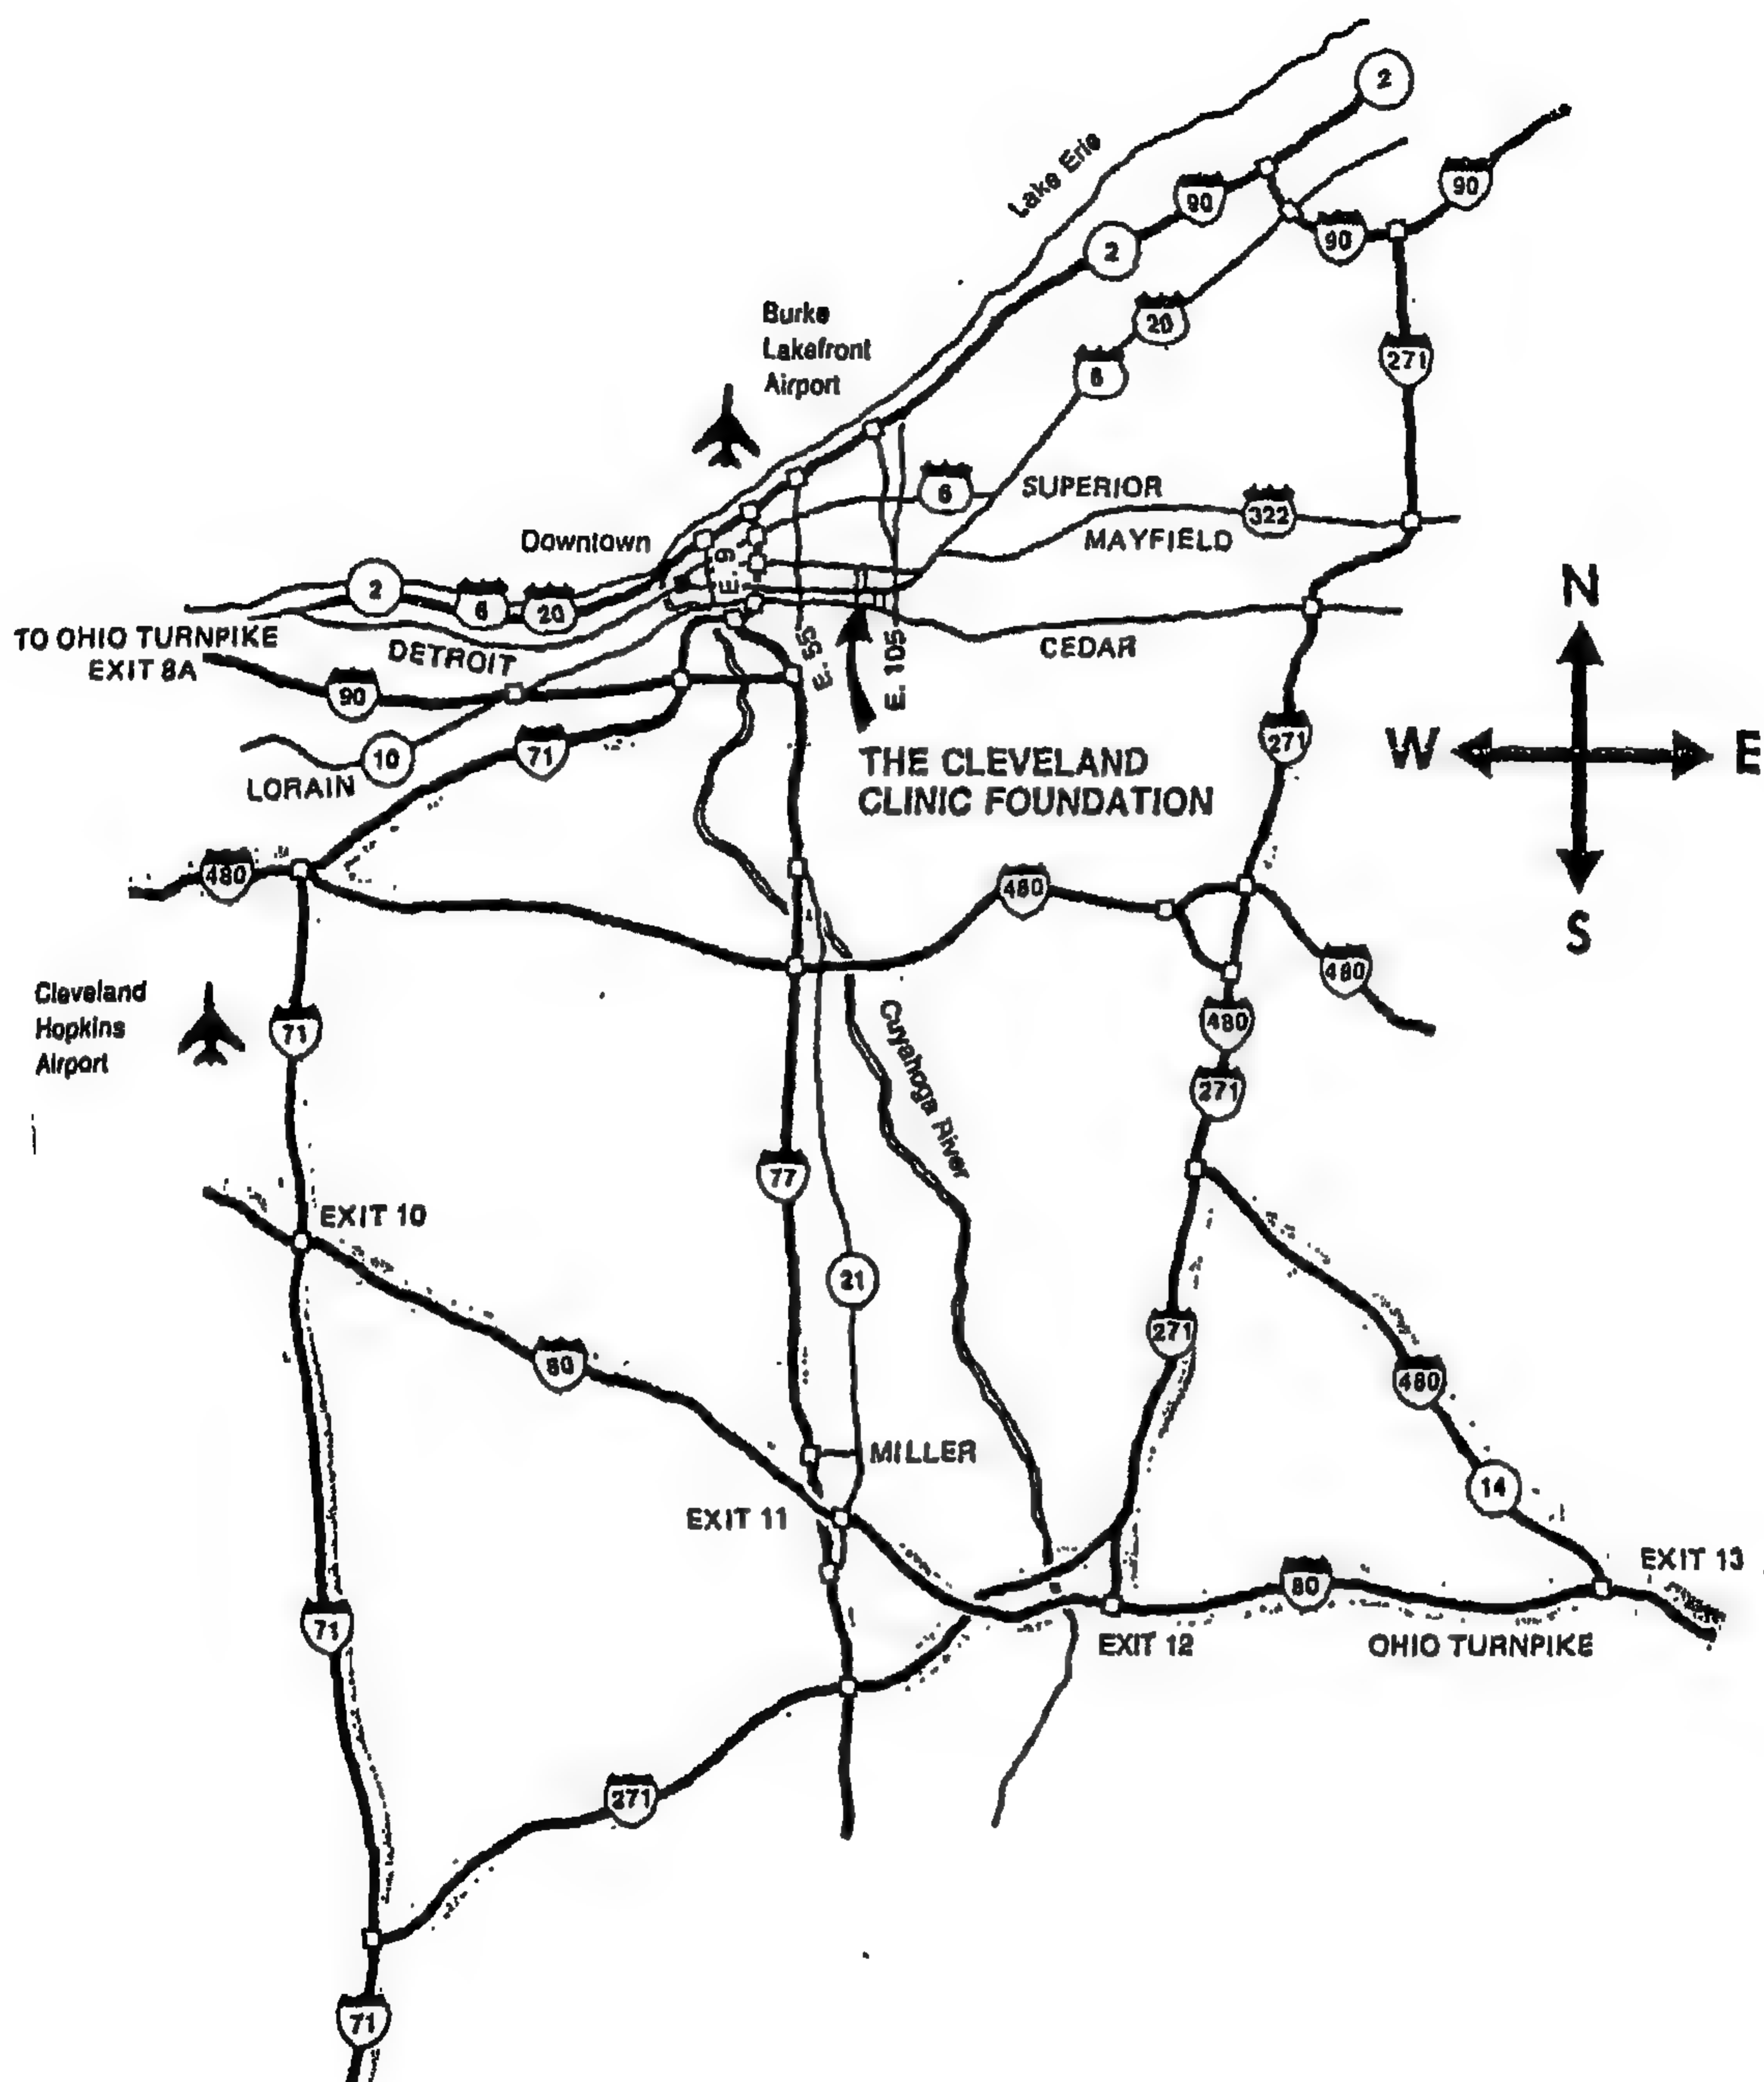 2
Lake Erie
90
90
2
90
Burke
Lakefront
Airport
20
6
271
6
SUPERIOR
322
MAYFIELD
Downtown
E. 9
2
6
20
N
TO OHIO TURNPIKE
EXIT 8A
DETROIT
E. 55
E. 105
CEDAR
90
10
LORAIN
71
271
W
E
THE CLEVELAND
CLINIC FOUNDATION
480
480
S
480
Cleveland
Hopkins
Airport
71
Cuyahoga River
480
271
77
EXIT 10
21
80
271
480
MILLER
14
EXIT 11
EXIT 13
80
71
EXIT 12
OHIO TURNPIKE
271
71